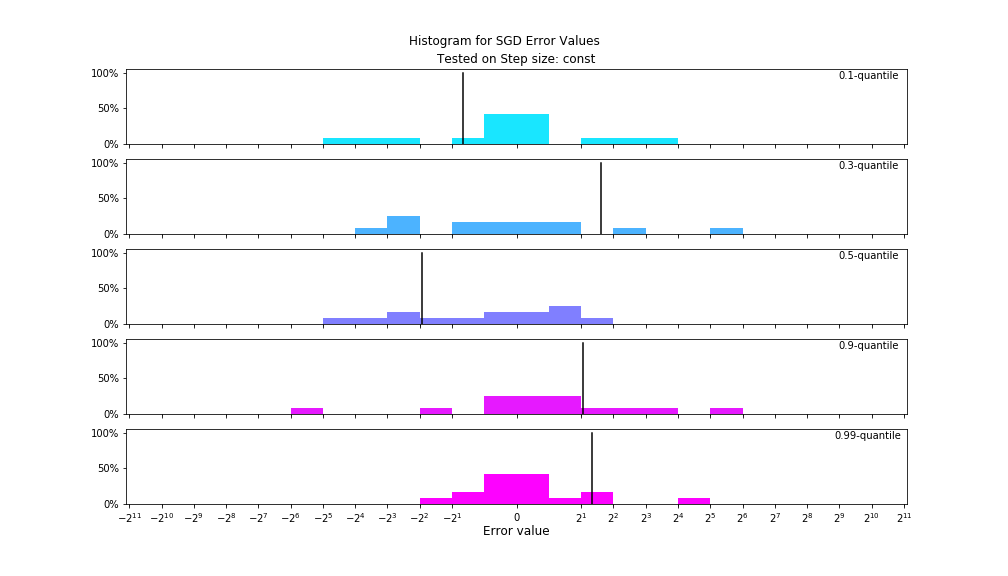 Histogram for SGD Error Values
Tested on Step size: const
100%
50%
0%
0.1-quantile
100%
50%
0%
0.3-quantile
100%
50%
0%
0.5-quantile
100%
50%
0%
0.9-quantile
100%
50%
0%
0.99-quantile
−2¹¹ −2¹⁰ −2⁹ −2⁸ −2⁷ −2⁶ −2⁵ −2⁴ −2³ −2² −2¹ 0 2¹ 2² 2³ 2⁴ 2⁵ 2⁶ 2⁷ 2⁸ 2⁹ 2¹⁰ 2¹¹
Error value